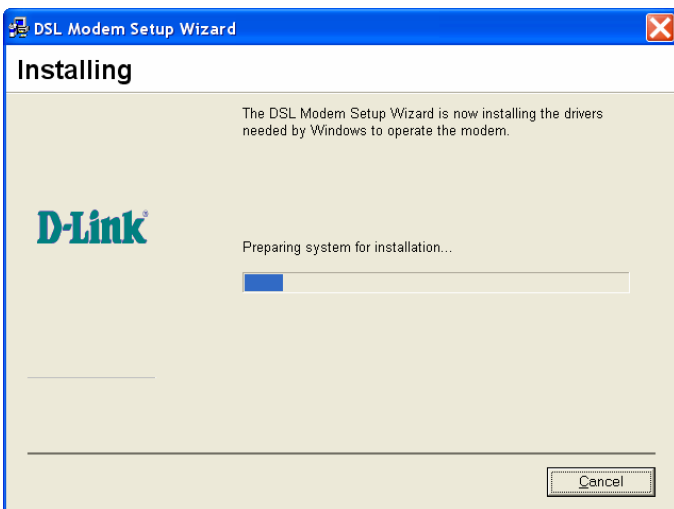 DSL Modem Setup Wizard
Installing
The DSL Modem Setup Wizard is now installing the drivers
needed by Windows to operate the modem.
D-Link®
Preparing system for installation...
Cancel